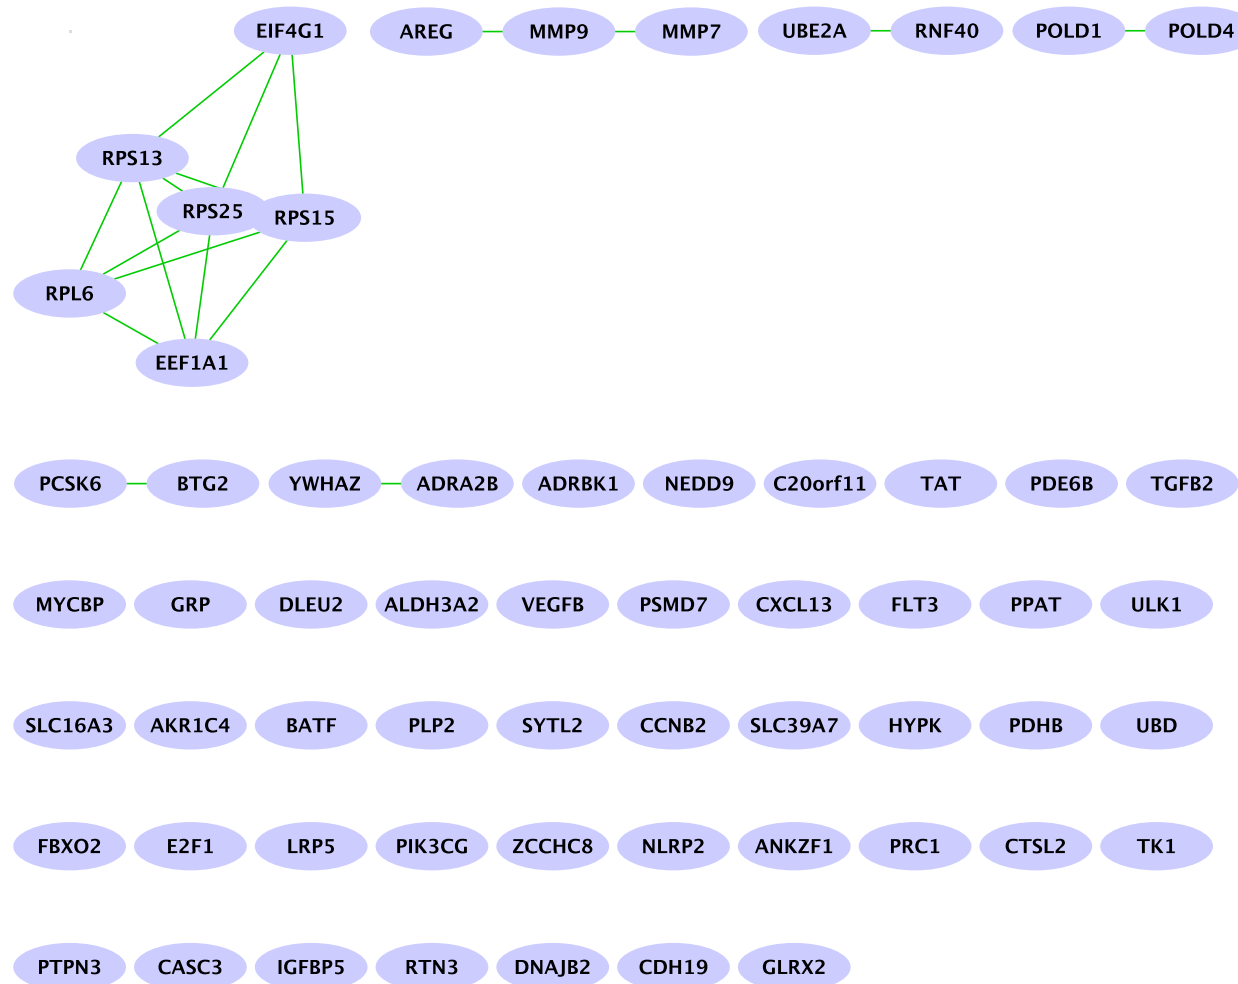 EIF4G1 AREG MMP9 MMP7 UBE2A RNF40 POLD1 POLD4
RPS13
RPS25 RPS15
RPL6
EEF1A1
PCSK6 BTG2 YWHAZ ADRA2B ADRBK1 NEDD9 C20orf11 TAT PDE6B TGFB2
MYCBP GRP DLEU2 ALDH3A2 VEGFB PSMD7 CXCL13 FLT3 PPAT ULK1
SLC16A3 AKR1C4 BATF PLP2 SYTL2 CCNB2 SLC39A7 HYPK PDHB UBD
FBXO2 E2F1 LRP5 PIK3CG ZCCHC8 NLRP2 ANKZF1 PRC1 CTSL2 TK1
PTPN3 CASC3 IGFBP5 RTN3 DNAJB2 CDH19 GLRX2